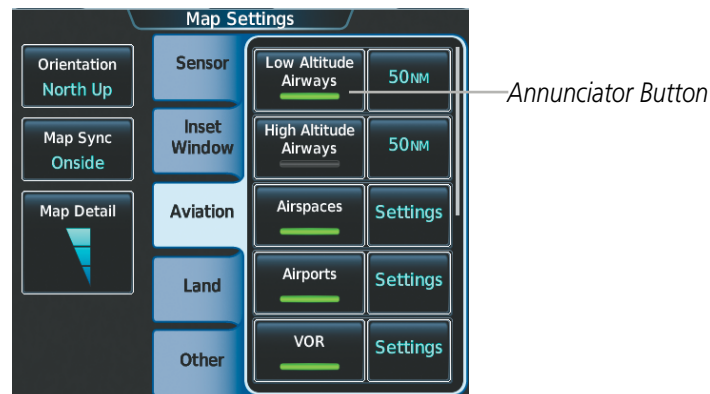 Map Settings
Orientation
North Up
Map Sync
Onside
Map Detail
Sensor
Inset
Window
Aviation
Land
Other
Low Altitude
Airways
50NM
High Altitude
Airways
50NM
Airspaces
Settings
Airports
Settings
VOR
Settings
Annunciator Button